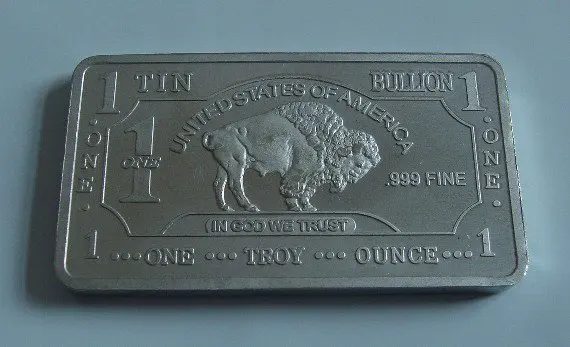 1 TIN BULLION 1
UNITED STATES OF AMERICA
·ONE·
1
ONE
.999 FINE
·ONE·
IN GOD WE TRUST
1 ···ONE ··· TROY ··· OUNCE··· 1